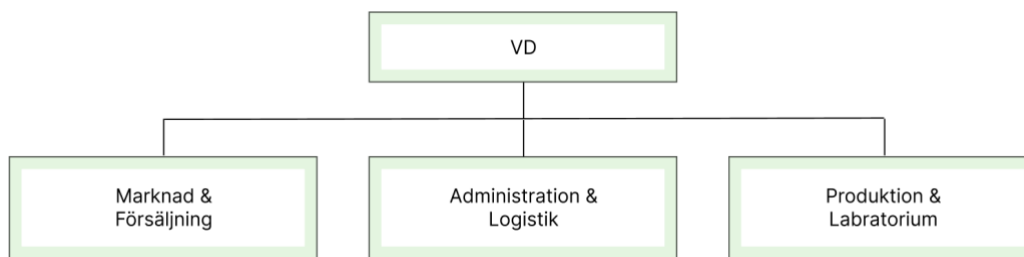 VD
Marknad &
Försäljning
Administration &
Logistik
Produktion &
Labratorium